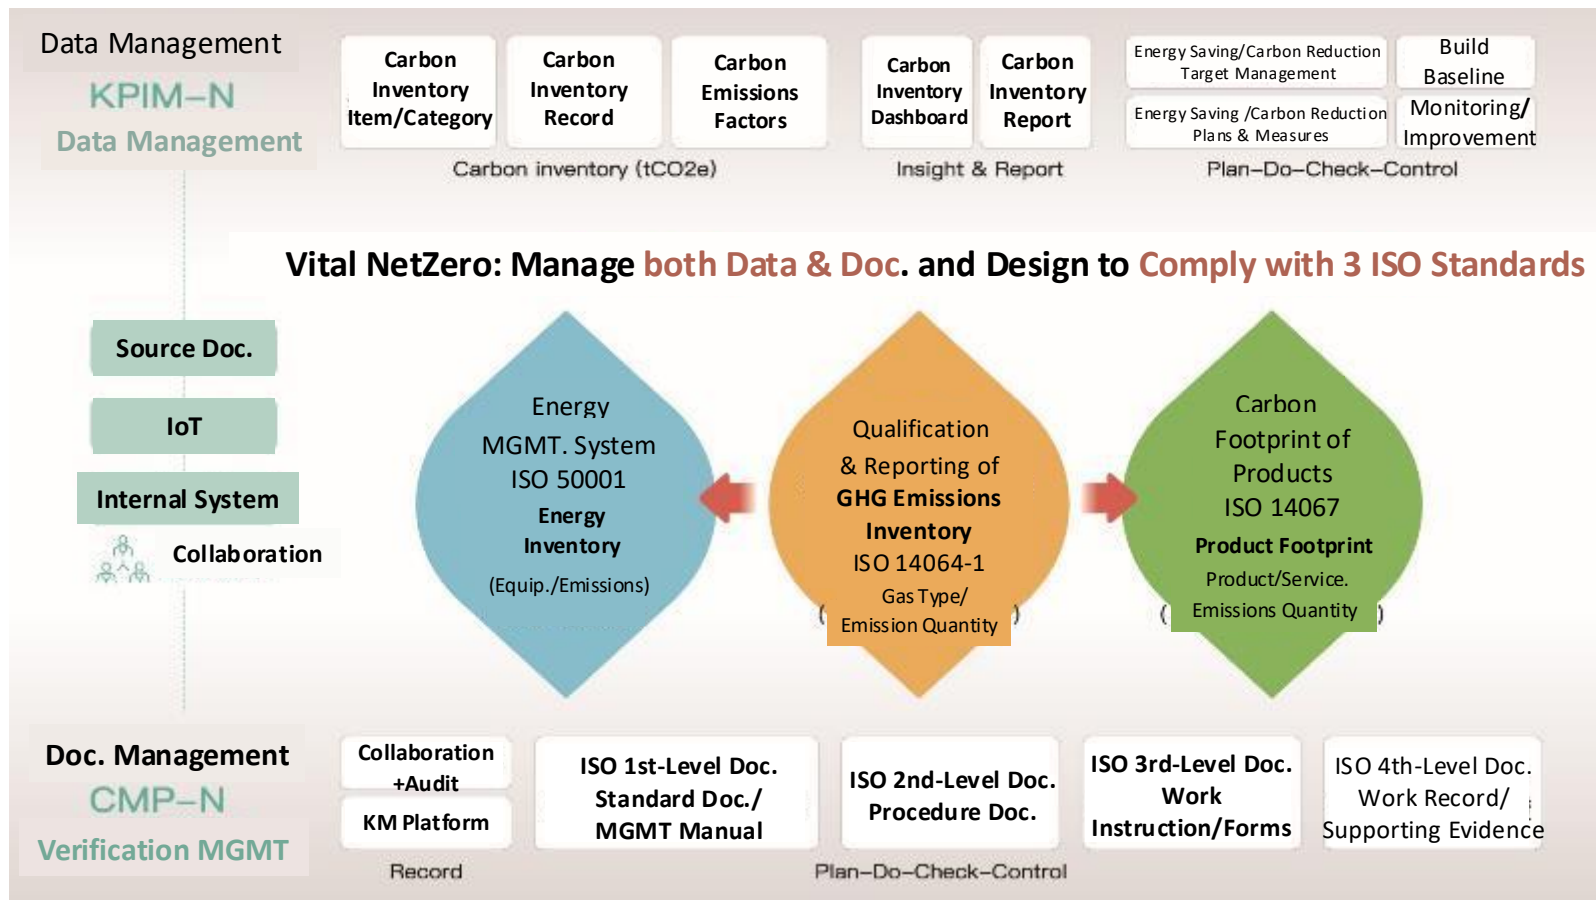 Data Management
KPIM-N
Data Management
Carbon
Inventory
Item/Category
Carbon
Inventory
Record
Carbon
Emissions
Factors
Carbon inventory (tCO2e)
Carbon
Inventory
Dashboard
Carbon
Inventory
Report
Insight & Report
Energy Saving/Carbon Reduction
Target Management
Build
Baseline
Energy Saving /Carbon Reduction
Plans & Measures
Monitoring/
Improvement
Plan-Do-Check-Control
Vital NetZero: Manage both Data & Doc. and Design to Comply with 3 ISO Standards
Source Doc.
IoT
Internal System
Collaboration
Energy
MGMT. System
ISO 50001
Energy
Inventory
(Equip./Emissions)
Qualification
& Reporting of
GHG Emissions
Inventory
ISO 14064-1
( Gas Type/
Emission Quantity )
Carbon
Footprint of
Products
ISO 14067
Product Footprint
( Product/Service.
Emissions Quantity )
Doc. Management
CMP-N
Verification MGMT
Collaboration
+Audit
KM Platform
Record
ISO 1st-Level Doc.
Standard Doc./
MGMT Manual
ISO 2nd-Level Doc.
Procedure Doc.
ISO 3rd-Level Doc.
Work
Instruction/Forms
ISO 4th-Level Doc.
Work Record/
Supporting Evidence
Plan-Do-Check-Control